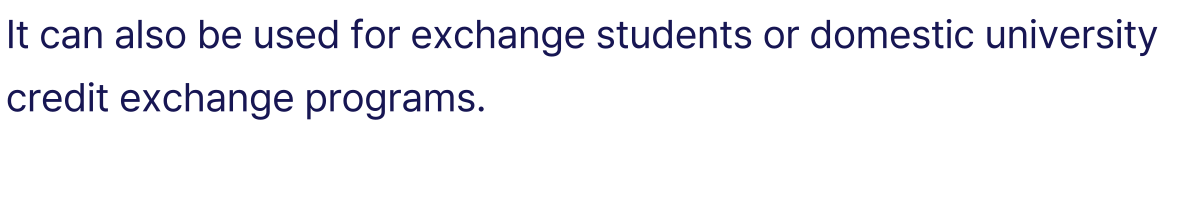 It can also be used for exchange students or domestic university
credit exchange programs.